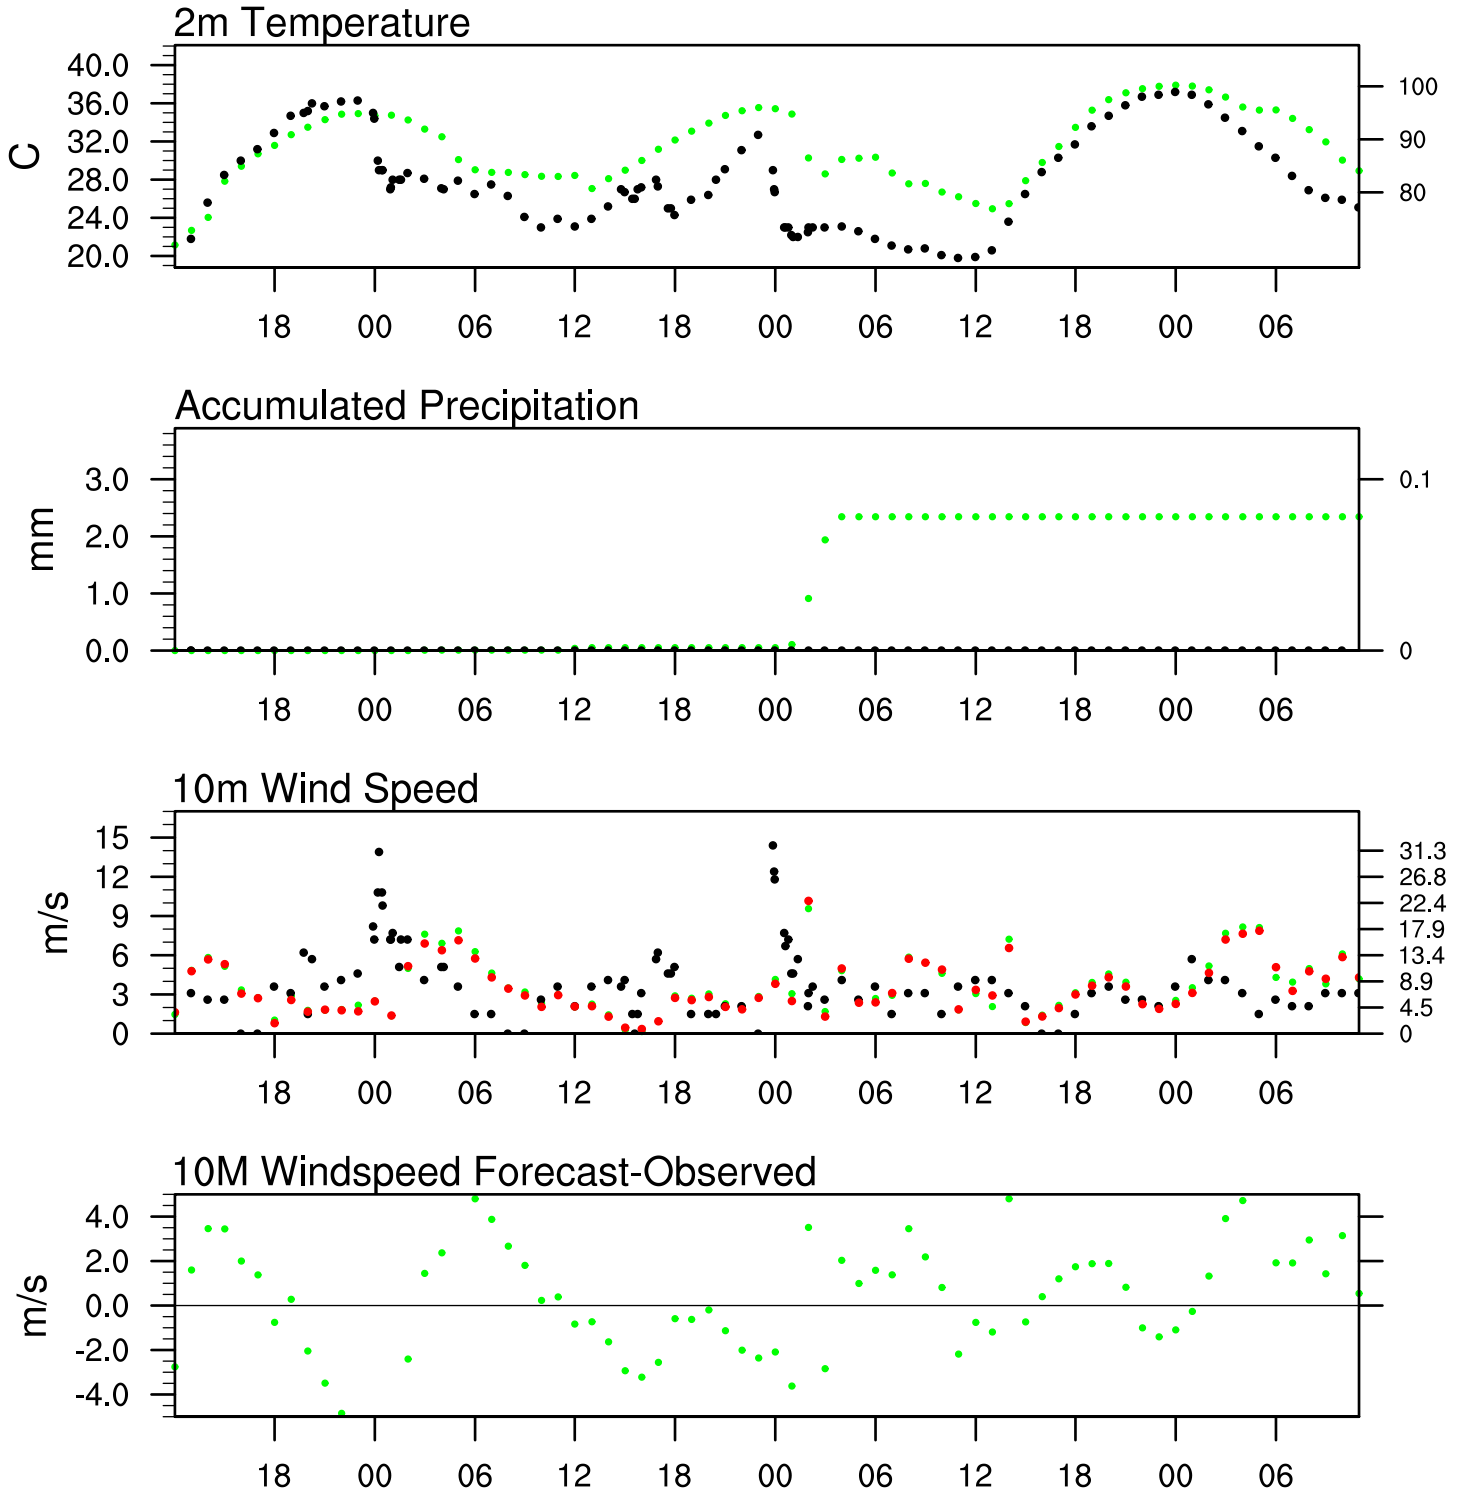 2m Temperature
40.0
36.0
32.0
28.0
24.0
20.0
C
100
90
80
18 00 06 12 18 00 06 12 18 00 06
Accumulated Precipitation
3.0
2.0
1.0
0.0
mm
0.1
0
18 00 06 12 18 00 06 12 18 00 06
10m Wind Speed
15
12
9
6
3
0
m/s
31.3
26.8
22.4
17.9
13.4
8.9
4.5
0
18 00 06 12 18 00 06 12 18 00 06
10M Windspeed Forecast-Observed
4.0
2.0
0.0
-2.0
-4.0
m/s
18 00 06 12 18 00 06 12 18 00 06